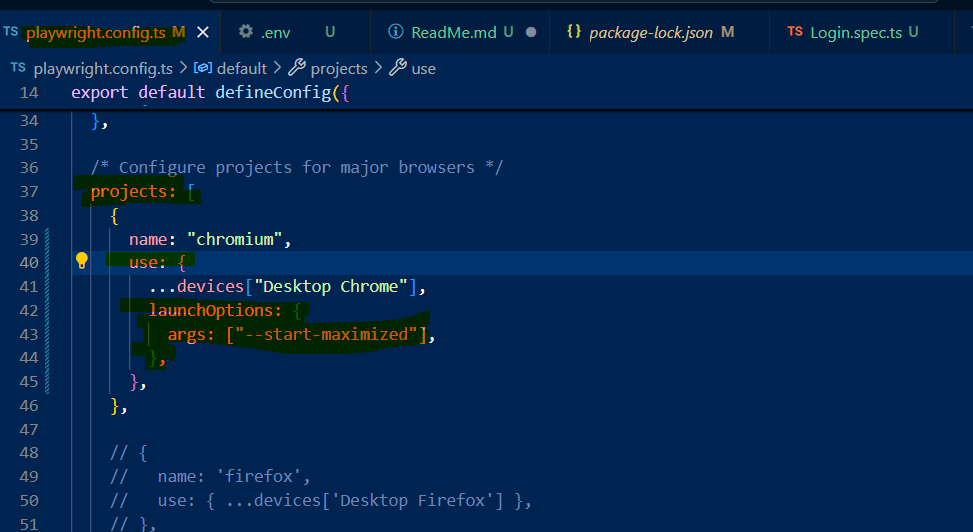 TS playwright.config.ts M × .env U ReadMe.md U {} package-lock.json M TS Login.spec.ts U
TS playwright.config.ts > default > projects > use
14 export default defineConfig({
34 },
35
36 /* Configure projects for major browsers */
37 projects: [
38 {
39 name: "chromium",
40 use: {
41 ...devices["Desktop Chrome"],
42 launchOptions: {
43 args: ["--start-maximized"],
44 },
45 },
46 },
47
48 // {
49 //   name: 'firefox',
50 //   use: { ...devices['Desktop Firefox'] },
51 // },